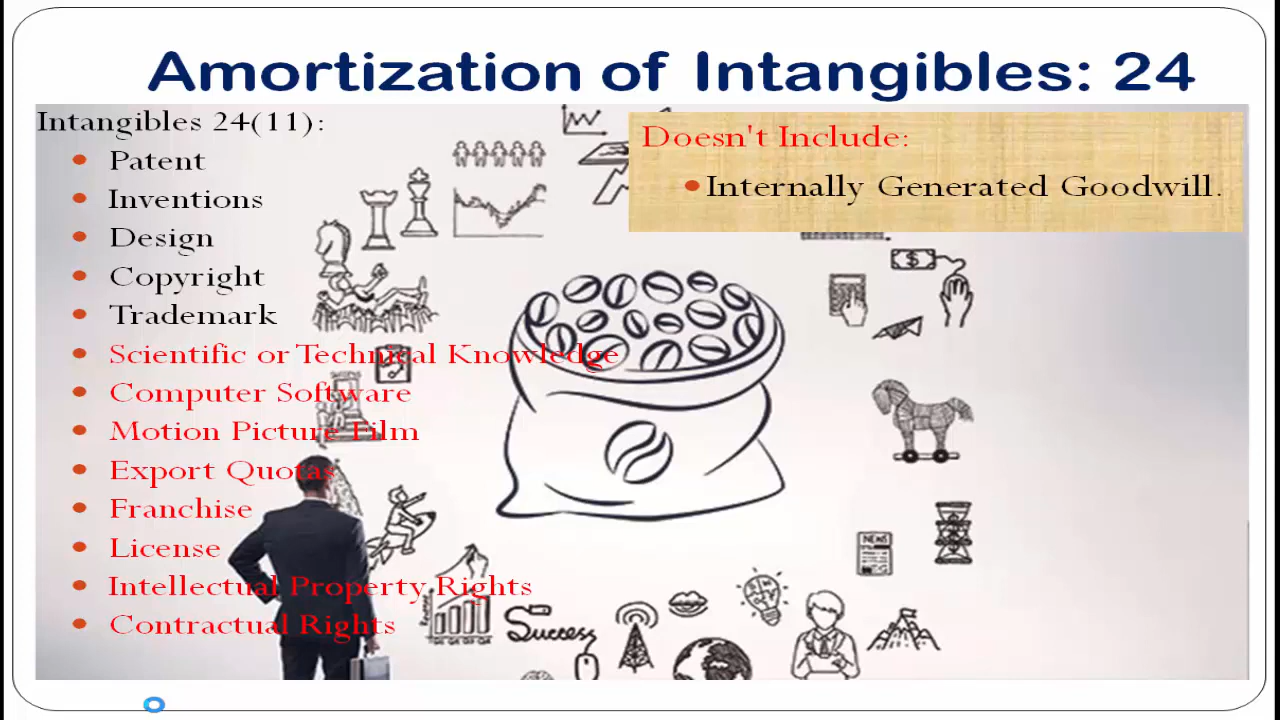 Amortization of Intangibles: 24
Intangibles 24(11):
• Patent
• Inventions
• Design
• Copyright
• Trademark
• Scientific or Technical Knowledge
• Computer Software
• Motion Picture Film
• Export Quotas
• Franchise
• License
• Intellectual Property Rights
• Contractual Rights
Doesn't Include:
• Internally Generated Goodwill.
NEWS
Success